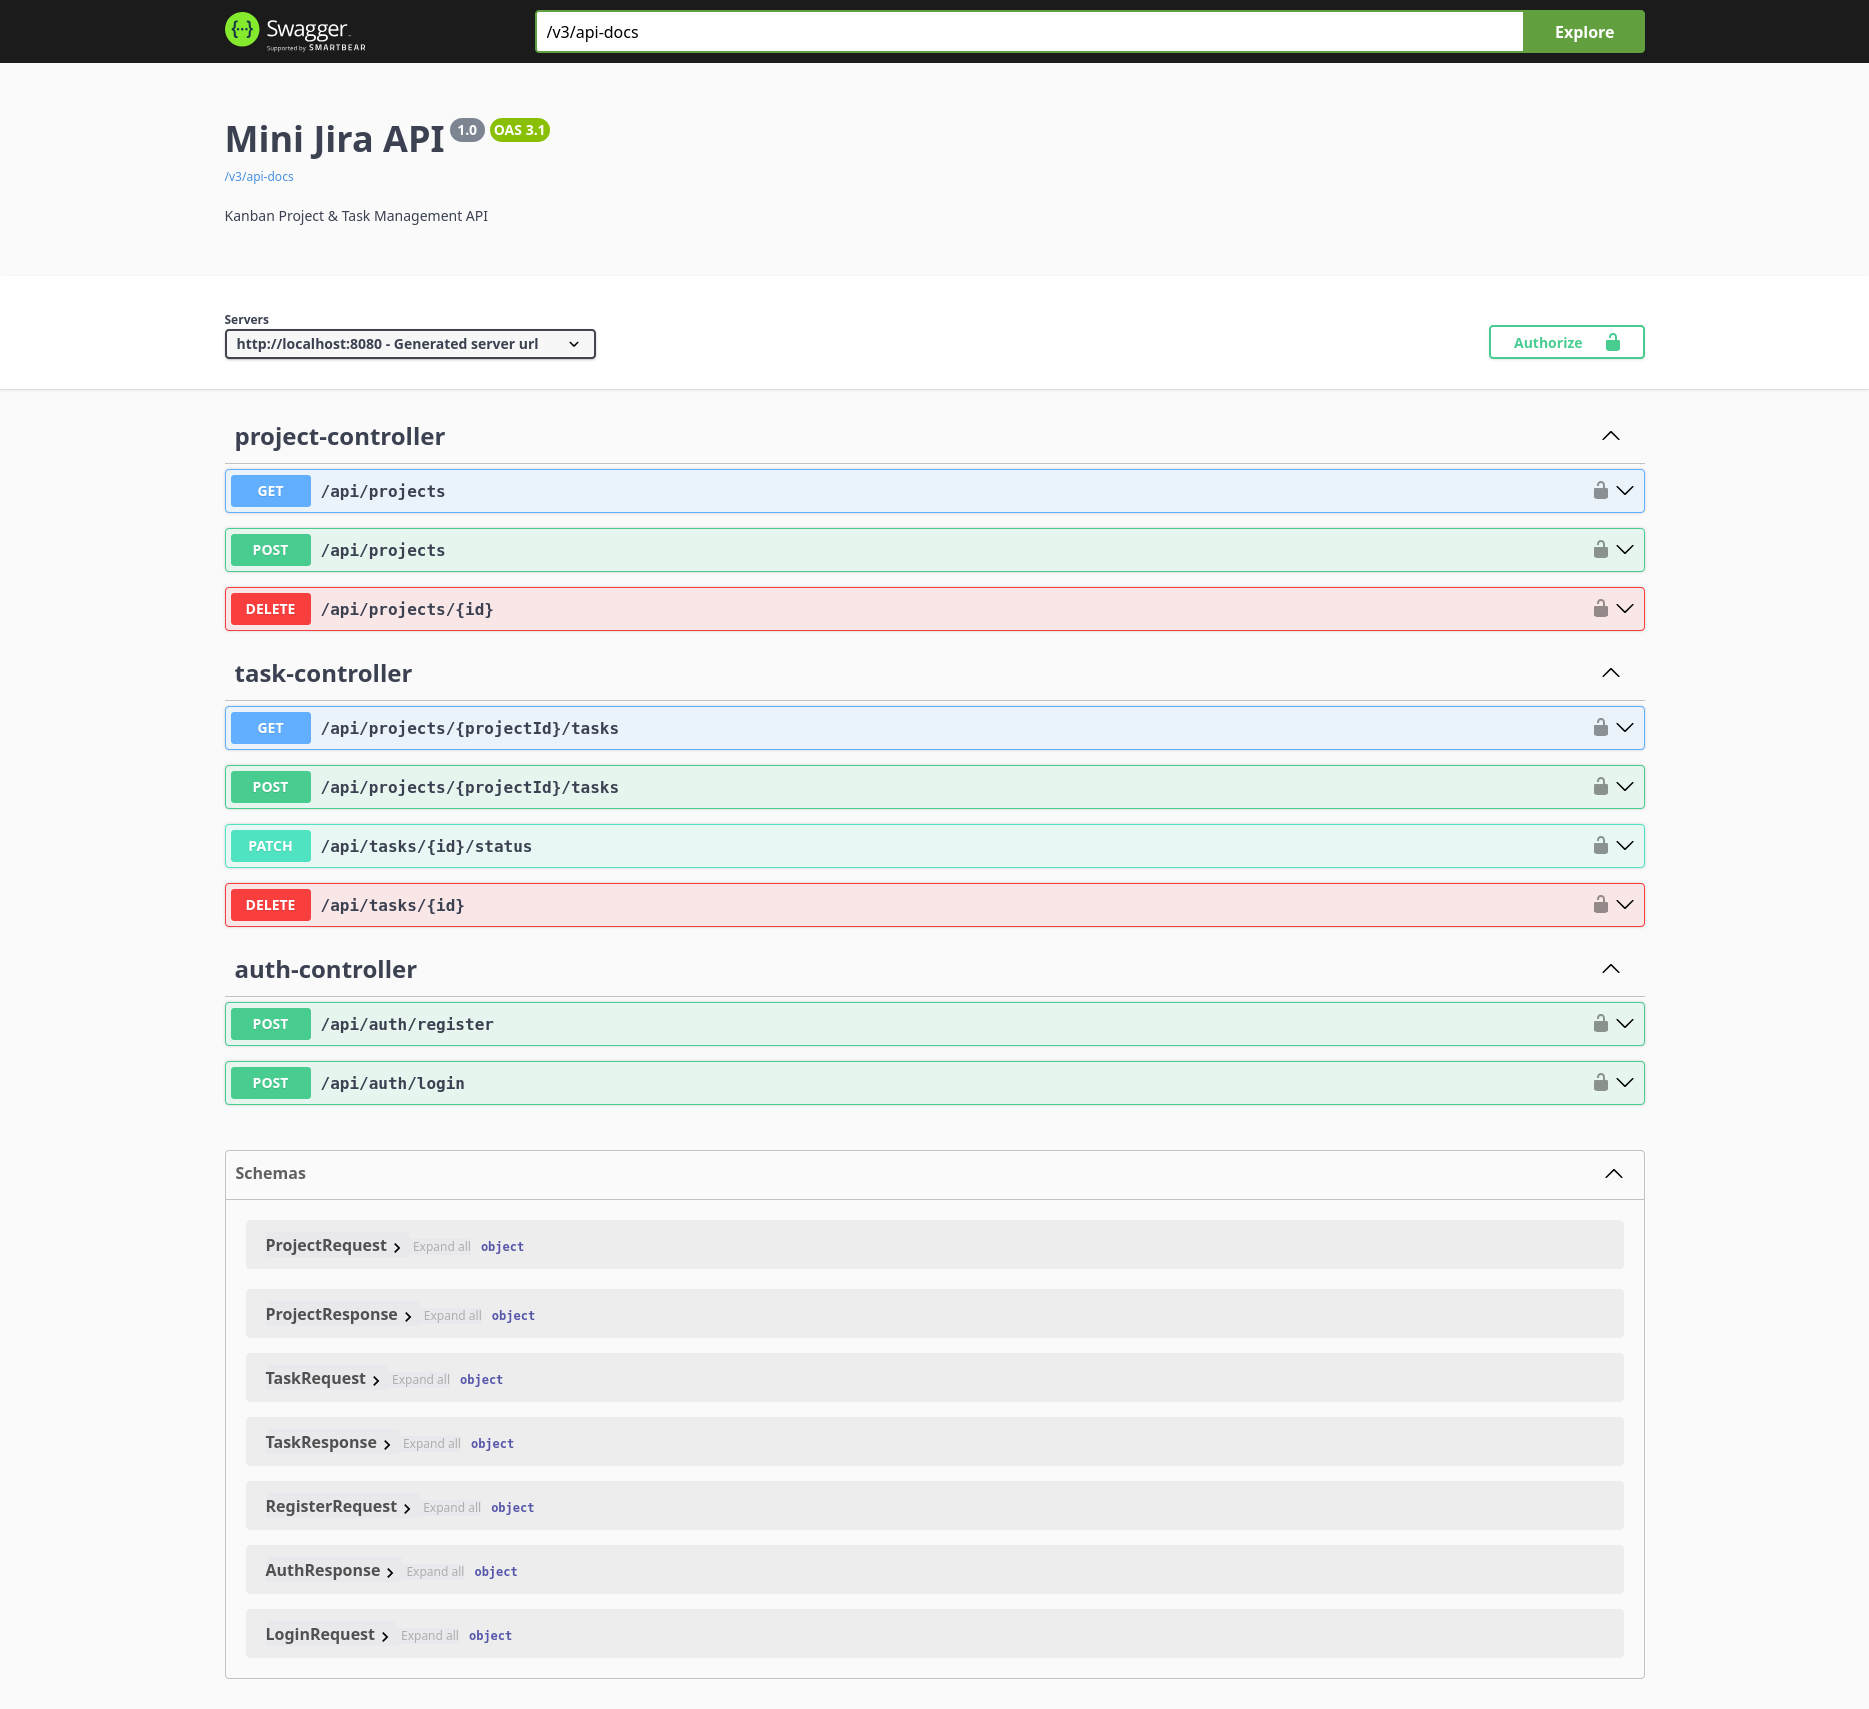 Swagger
Supported by SMARTBEAR
/v3/api-docs
Explore
Mini Jira API 1.0 OAS 3.1
/v3/api-docs
Kanban Project & Task Management API
Servers
http://localhost:8080 - Generated server url
Authorize
project-controller
GET /api/projects
POST /api/projects
DELETE /api/projects/{id}
task-controller
GET /api/projects/{projectId}/tasks
POST /api/projects/{projectId}/tasks
PATCH /api/tasks/{id}/status
DELETE /api/tasks/{id}
auth-controller
POST /api/auth/register
POST /api/auth/login
Schemas
ProjectRequest Expand all object
ProjectResponse Expand all object
TaskRequest Expand all object
TaskResponse Expand all object
RegisterRequest Expand all object
AuthResponse Expand all object
LoginRequest Expand all object